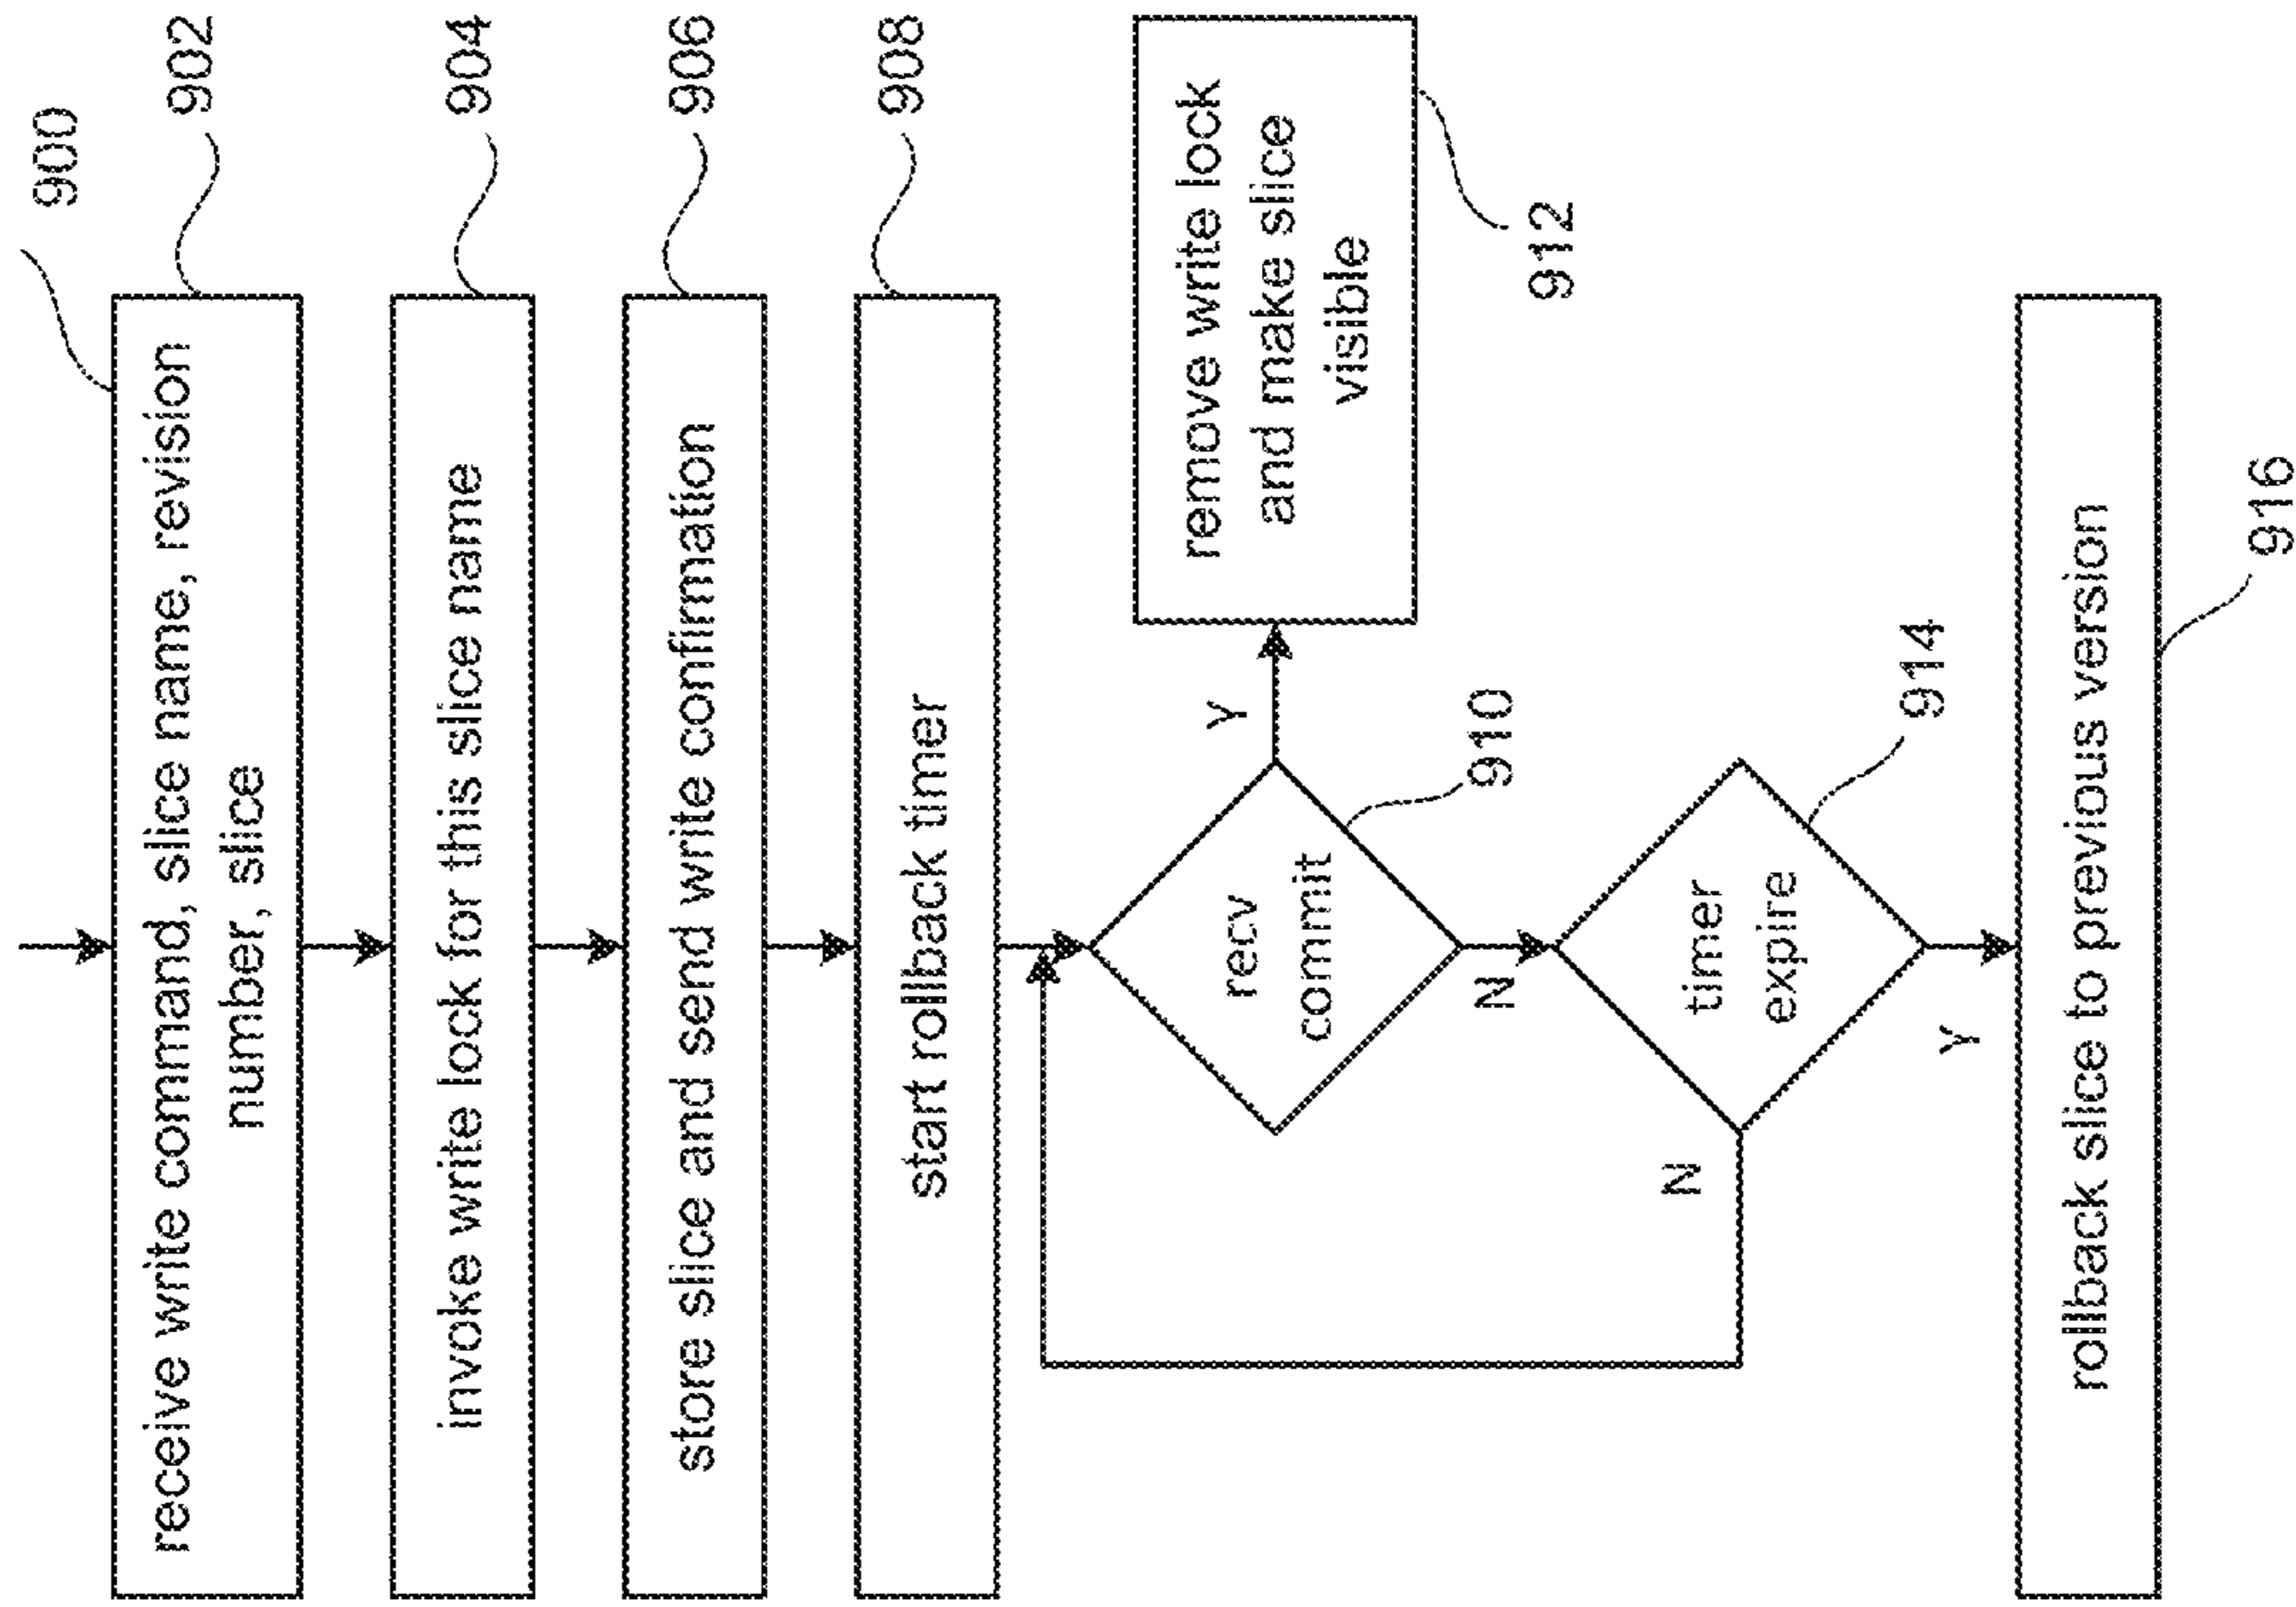 900
receive write command, slice name, revision
number, slice
902
invoke write lock for this slice name
904
store slice and send write confirmation
906
start rollback timer
908
recv
commit
910
Y
remove write lock
and make slice
visible
912
N
timer
expire
914
N
Y
rollback slice to previous version
916